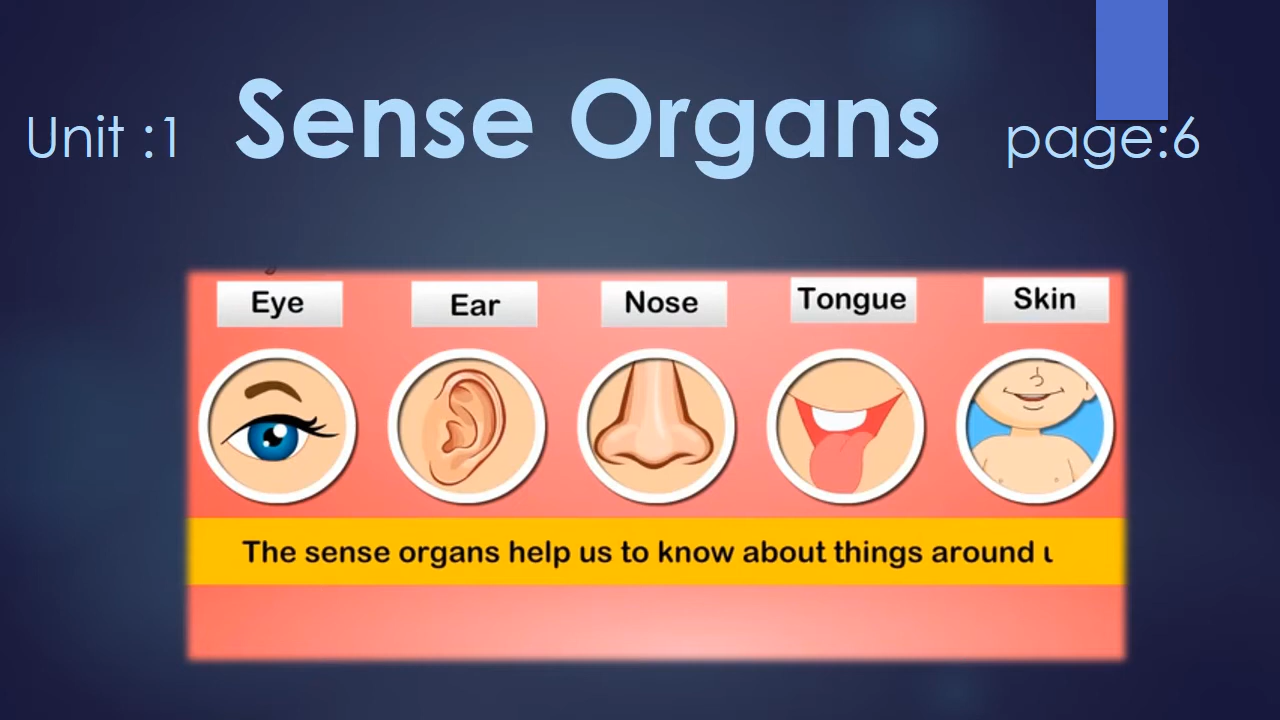 Unit :1 Sense Organs page:6
Eye Ear Nose Tongue Skin
The sense organs help us to know about things around